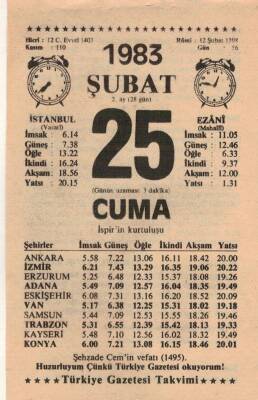 Hicri : 12 C. Evvel 1403
Kasım : 110
1983
Rûmi : 12 Şubat 1398
Gün : 56
ŞUBAT
2. ay (28 gün)
İSTANBUL
(Vasatî)
İmsak : 6.14
Güneş : 7.38
Öğle : 13.22
İkindi : 16.24
Akşam : 18.56
Yatsı : 20.15
25
EZÂNİ
(Mahallî)
İmsak : 11.05
Güneş : 12.46
Öğle : 6.33
İkindi : 9.37
Akşam : 12.00
Yatsı : 1.31
(Günün uzaması: 3 dakika)
CUMA
İspir'in kurtuluşu
Şehirler İmsak Güneş Öğle İkindi Akşam Yatsı
ANKARA 5.58 7.22 13.06 16.11 18.42 20.00
İZMİR 6.21 7.43 13.29 16.35 19.06 20.22
ERZURUM 5.25 6.48 12.33 15.37 18.08 19.26
ADANA 5.49 7.09 12.57 16.04 18.35 19.49
ESKİŞEHİR 6.08 7.31 13.16 16.20 18.52 20.09
VAN 5.17 6.38 12.25 15.31 18.02 19.18
SAMSUN 5.44 7.09 12.53 15.55 18.26 19.46
TRABZON 5.31 6.55 12.39 15.42 18.13 19.33
KAYSERİ 5.48 7.10 12.56 16.02 18.32 19.49
KONYA 6.00 7.21 13.08 16.15 18.46 20.01
Şehzade Cem'in vefatı (1495).
Huzurluyum Çünkü Türkiye Gazetesi okuyorum!
Türkiye Gazetesi Takvimi